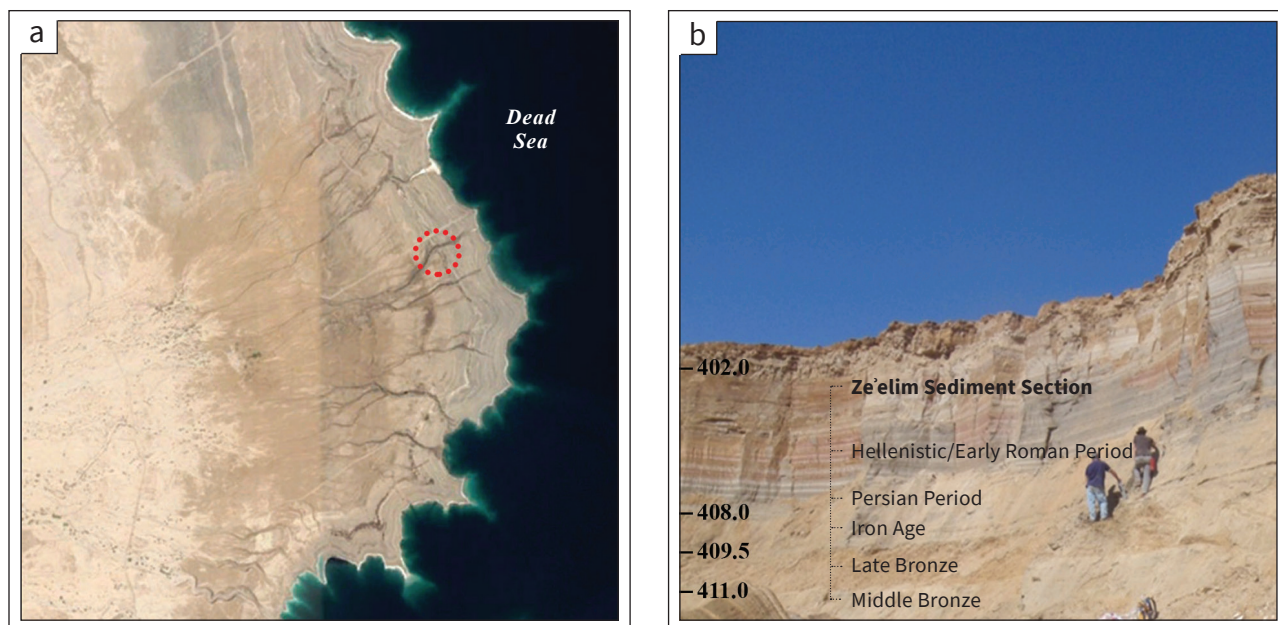 a
Dead
Sea
b
402.0
Ze'elim Sediment Section
Hellenistic/Early Roman Period
Persian Period
408.0
Iron Age
409.5
Late Bronze
411.0
Middle Bronze